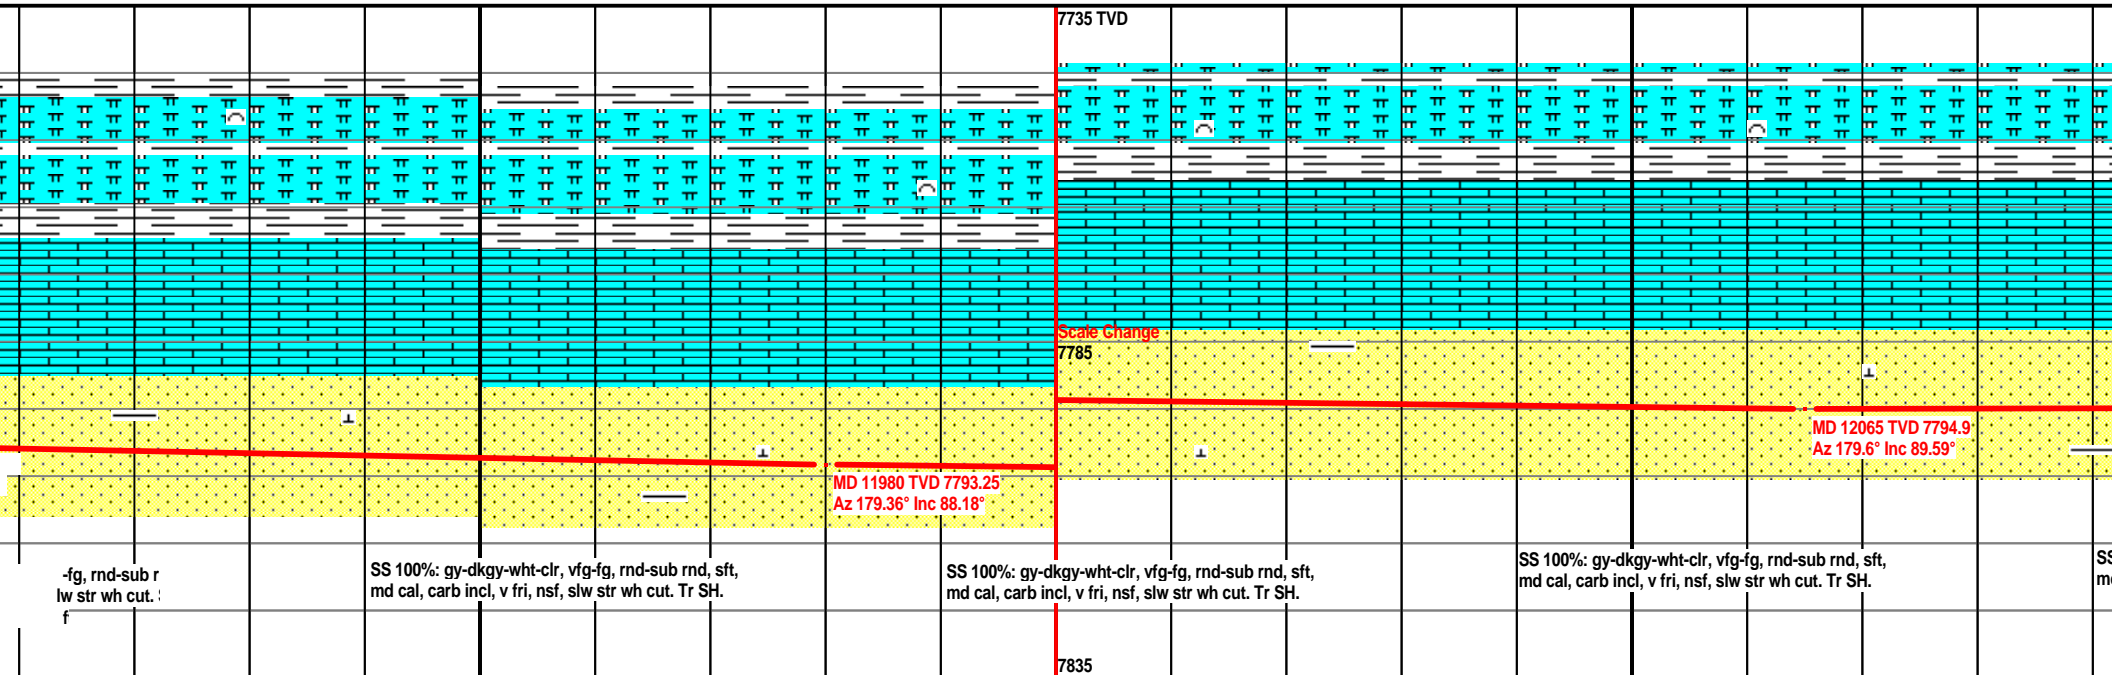 7735 TVD
Scale Change
7785
MD 12065 TVD 7794.9
Az 179.6° Inc 89.59°
MD 11980 TVD 7793.25
Az 179.36° Inc 88.18°
-fg, rnd-sub r
lw str wh cut.
f
SS 100%: gy-dkgy-wht-clr, vfg-fg, rnd-sub rnd, sft,
md cal, carb incl, v fri, nsf, slw str wh cut. Tr SH.
SS 100%: gy-dkgy-wht-clr, vfg-fg, rnd-sub rnd, sft,
md cal, carb incl, v fri, nsf, slw str wh cut. Tr SH.
SS 100%: gy-dkgy-wht-clr, vfg-fg, rnd-sub rnd, sft,
md cal, carb incl, v fri, nsf, slw str wh cut. Tr SH.
SS
m
7835